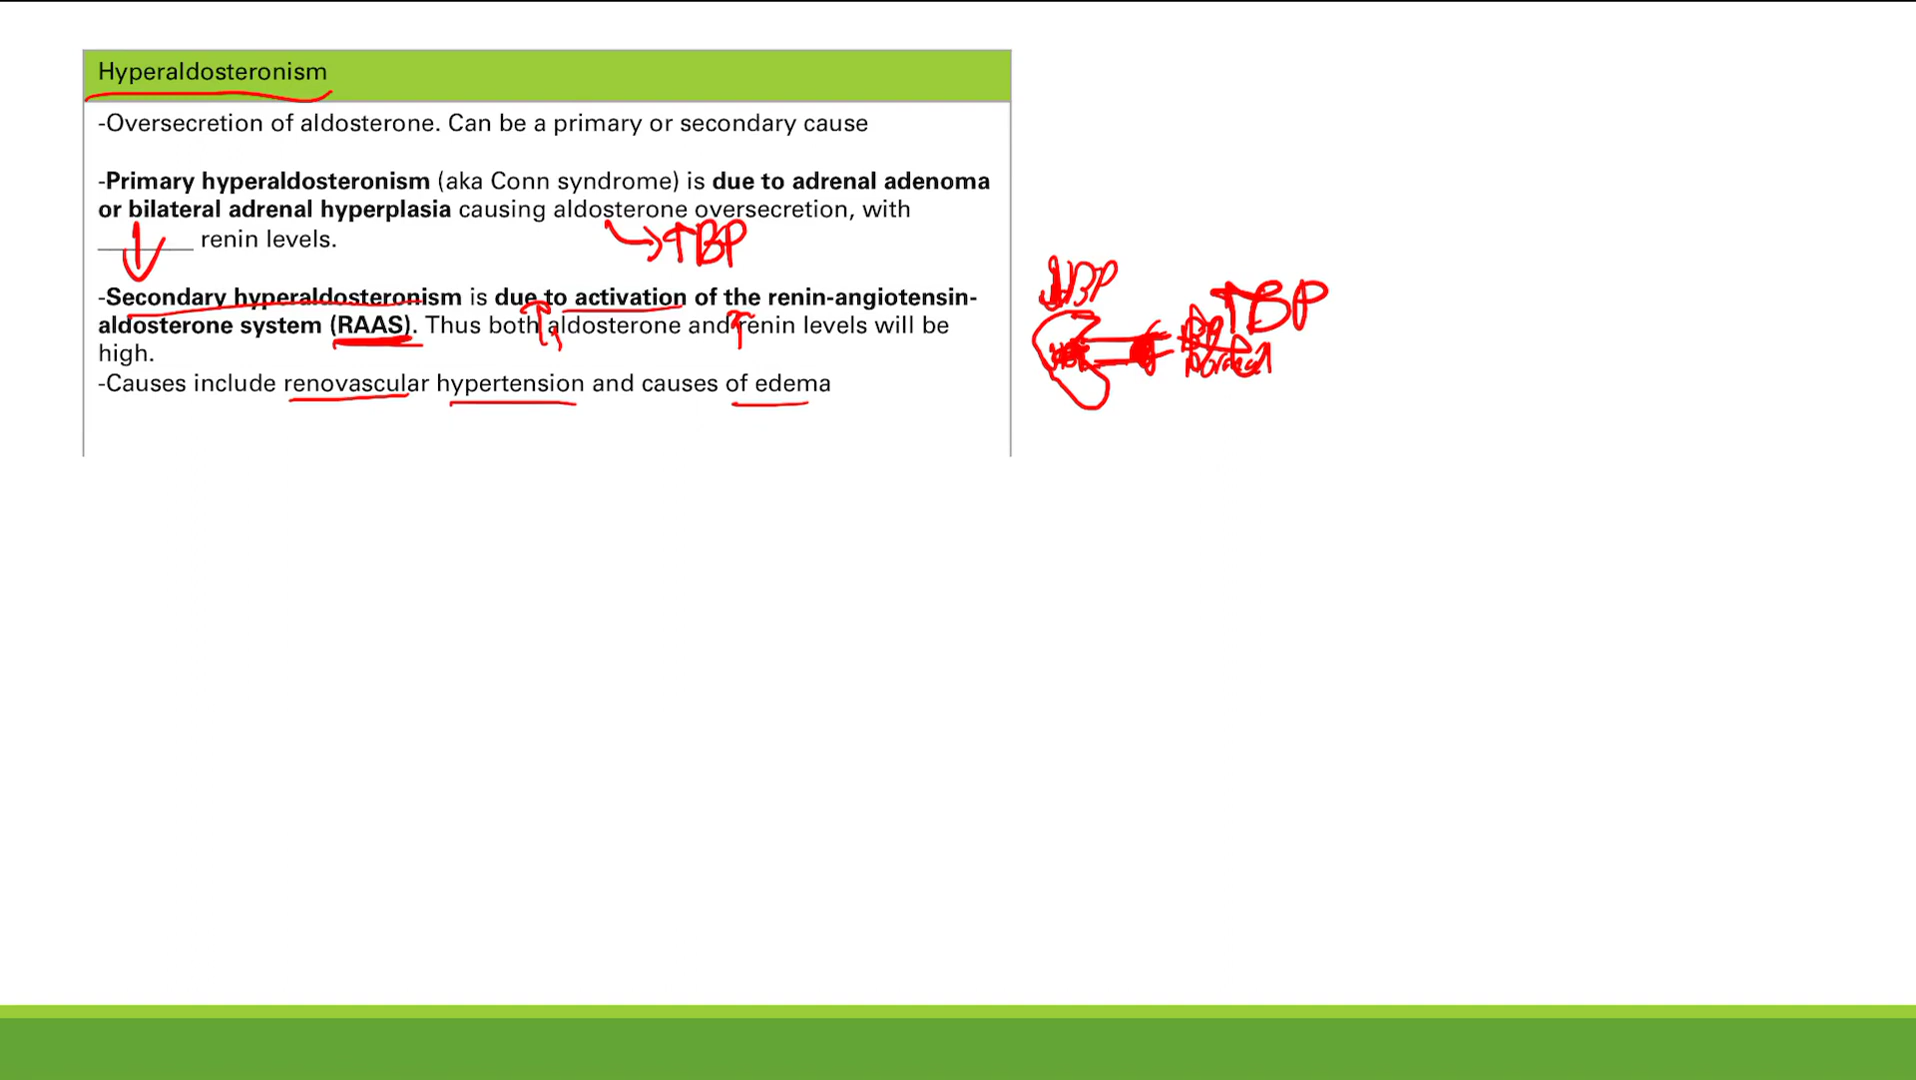 Hyperaldosteronism
-Oversecretion of aldosterone. Can be a primary or secondary cause
-Primary hyperaldosteronism (aka Conn syndrome) is due to adrenal adenoma
or bilateral adrenal hyperplasia causing aldosterone oversecretion, with
________ renin levels.
↓
↑BP
-Secondary hyperaldosteronism is due to activation of the renin-angiotensin-
aldosterone system (RAAS). Thus both aldosterone and renin levels will be
high.
-Causes include renovascular hypertension and causes of edema
↓BP
↑BP